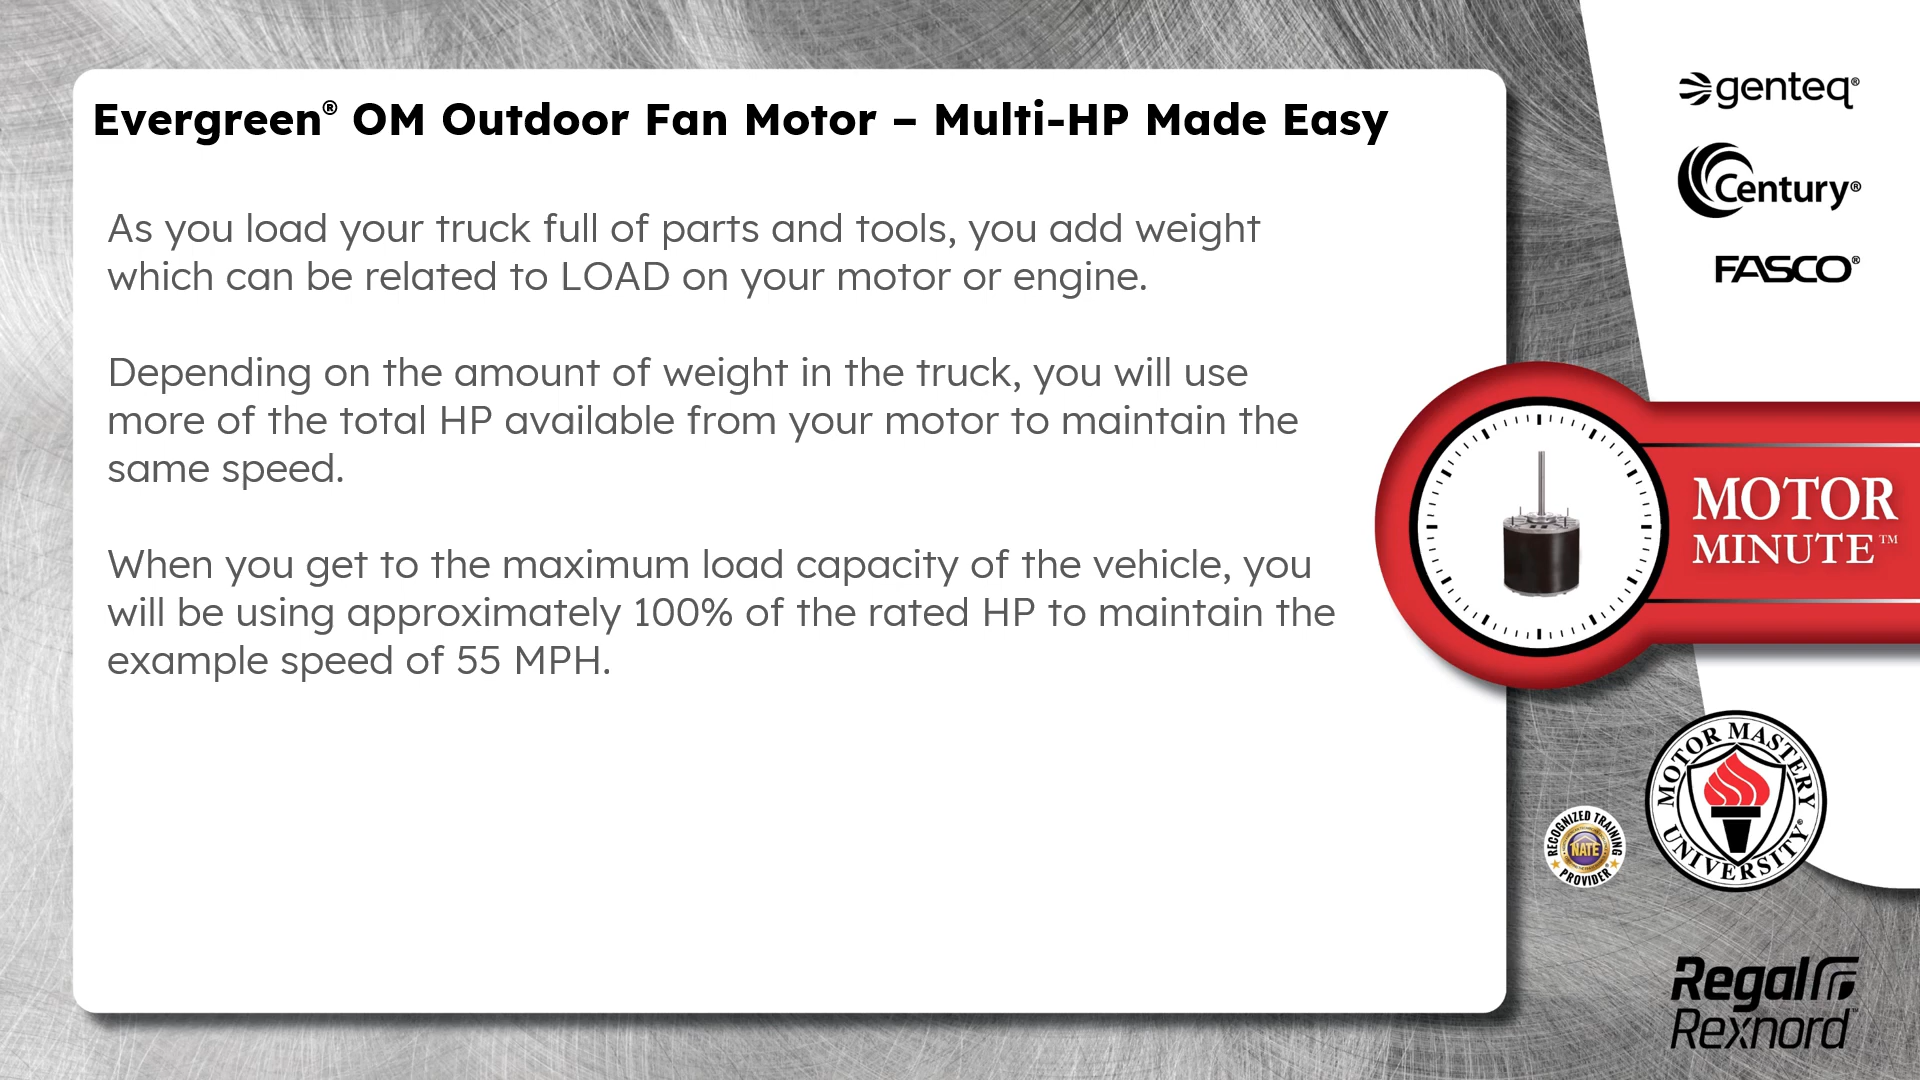 Evergreen® OM Outdoor Fan Motor – Multi-HP Made Easy
As you load your truck full of parts and tools, you add weight
which can be related to LOAD on your motor or engine.
Depending on the amount of weight in the truck, you will use
more of the total HP available from your motor to maintain the
same speed.
When you get to the maximum load capacity of the vehicle, you
will be using approximately 100% of the rated HP to maintain the
example speed of 55 MPH.
genteq®
Century®
FASCO®
MOTOR
MINUTE™
MOTOR MASTERY
UNIVERSITY®
RECOGNIZED TRAINING
NATE
PROVIDER®
Regal
Rexnord™